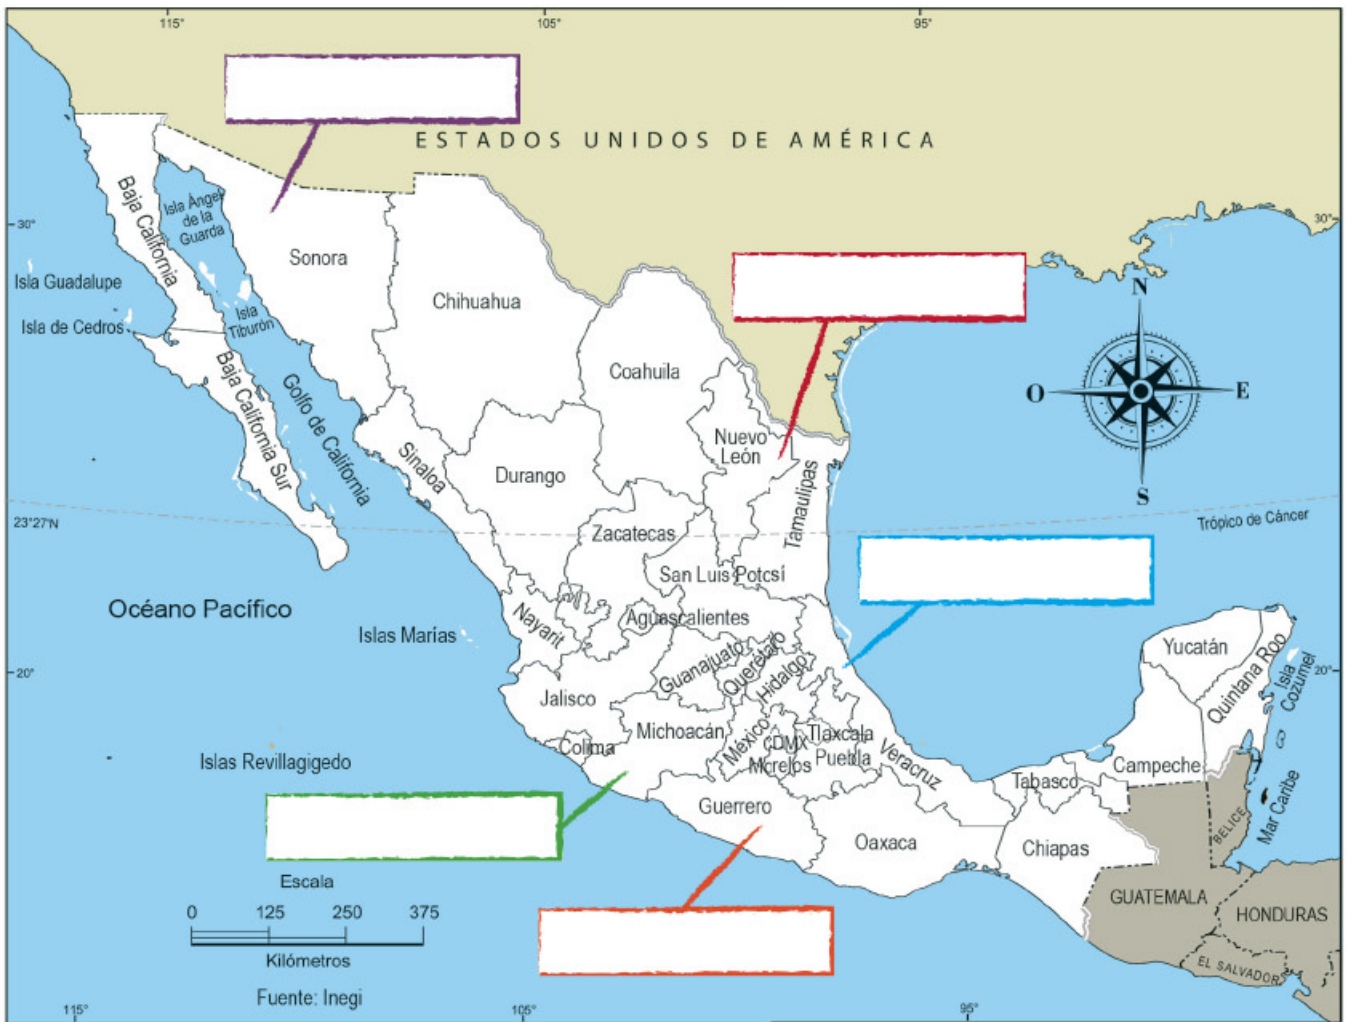 115°
105°
95°
ESTADOS UNIDOS DE AMÉRICA
30°
30°
Baja California
Isla Ángel
de la
Guarda
Sonora
Isla Guadalupe
Isla de Cedros
Isla
Tiburón
Chihuahua
Coahuila
N
O
E
S
Baja California Sur
Golfo de California
Sinaloa
Durango
Nuevo
León
Tamaulipas
23°27'N
Trópico de Cáncer
Zacatecas
San Luis Potcsí
Océano Pacífico
Nayarit
Aguascalientes
Islas Marías
Guanajuato
Querétaro
Hidalgo
Yucatán
Quintana Roo
Isla
Cozumel
20°
20°
Jalisco
Michoacán
México
Tlaxcala
CDMX
Colima
Mcrelos
Puebla
Veracruz
Islas Revillagigedo
Tabasco
Campeche
Mar Caribe
BELICE
Guerrero
Oaxaca
Chiapas
GUATEMALA
HONDURAS
EL SALVADOR
Escala
0 125 250 375
Kilómetros
Fuente: Inegi
115°
105°
95°